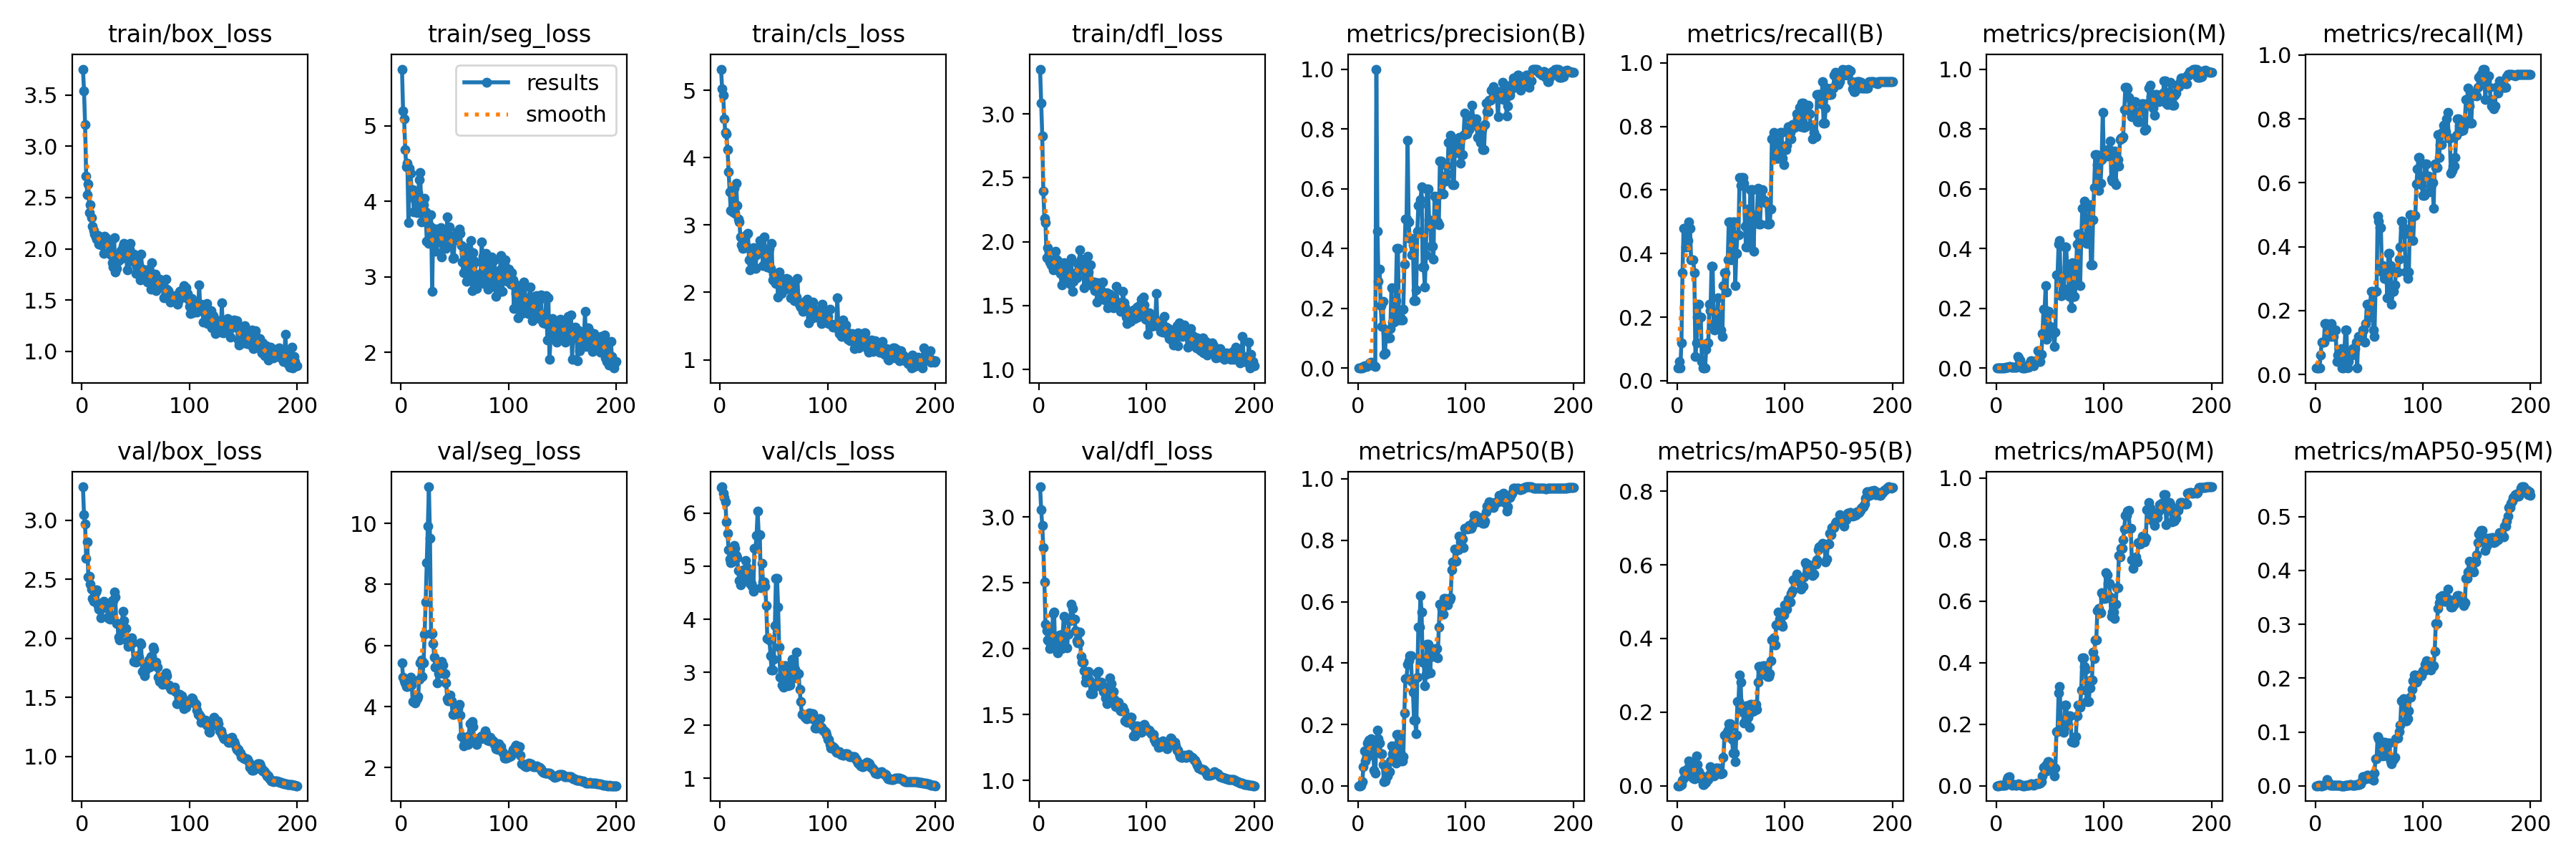 train/box_loss
3.5
3.0
2.5
2.0
1.5
1.0
0 100 200
train/seg_loss
results
smooth
5
4
3
2
0 100 200
train/cls_loss
5
4
3
2
1
0 100 200
train/dfl_loss
3.0
2.5
2.0
1.5
1.0
0 100 200
metrics/precision(B)
1.0
0.8
0.6
0.4
0.2
0.0
0 100 200
metrics/recall(B)
1.0
0.8
0.6
0.4
0.2
0.0
0 100 200
metrics/precision(M)
1.0
0.8
0.6
0.4
0.2
0.0
0 100 200
metrics/recall(M)
1.0
0.8
0.6
0.4
0.2
0.0
0 100 200
val/box_loss
3.0
2.5
2.0
1.5
1.0
0 100 200
val/seg_loss
10
8
6
4
2
0 100 200
val/cls_loss
6
5
4
3
2
1
0 100 200
val/dfl_loss
3.0
2.5
2.0
1.5
1.0
0 100 200
metrics/mAP50(B)
1.0
0.8
0.6
0.4
0.2
0.0
0 100 200
metrics/mAP50-95(B)
0.8
0.6
0.4
0.2
0.0
0 100 200
metrics/mAP50(M)
1.0
0.8
0.6
0.4
0.2
0.0
0 100 200
metrics/mAP50-95(M)
0.5
0.4
0.3
0.2
0.1
0.0
0 100 200